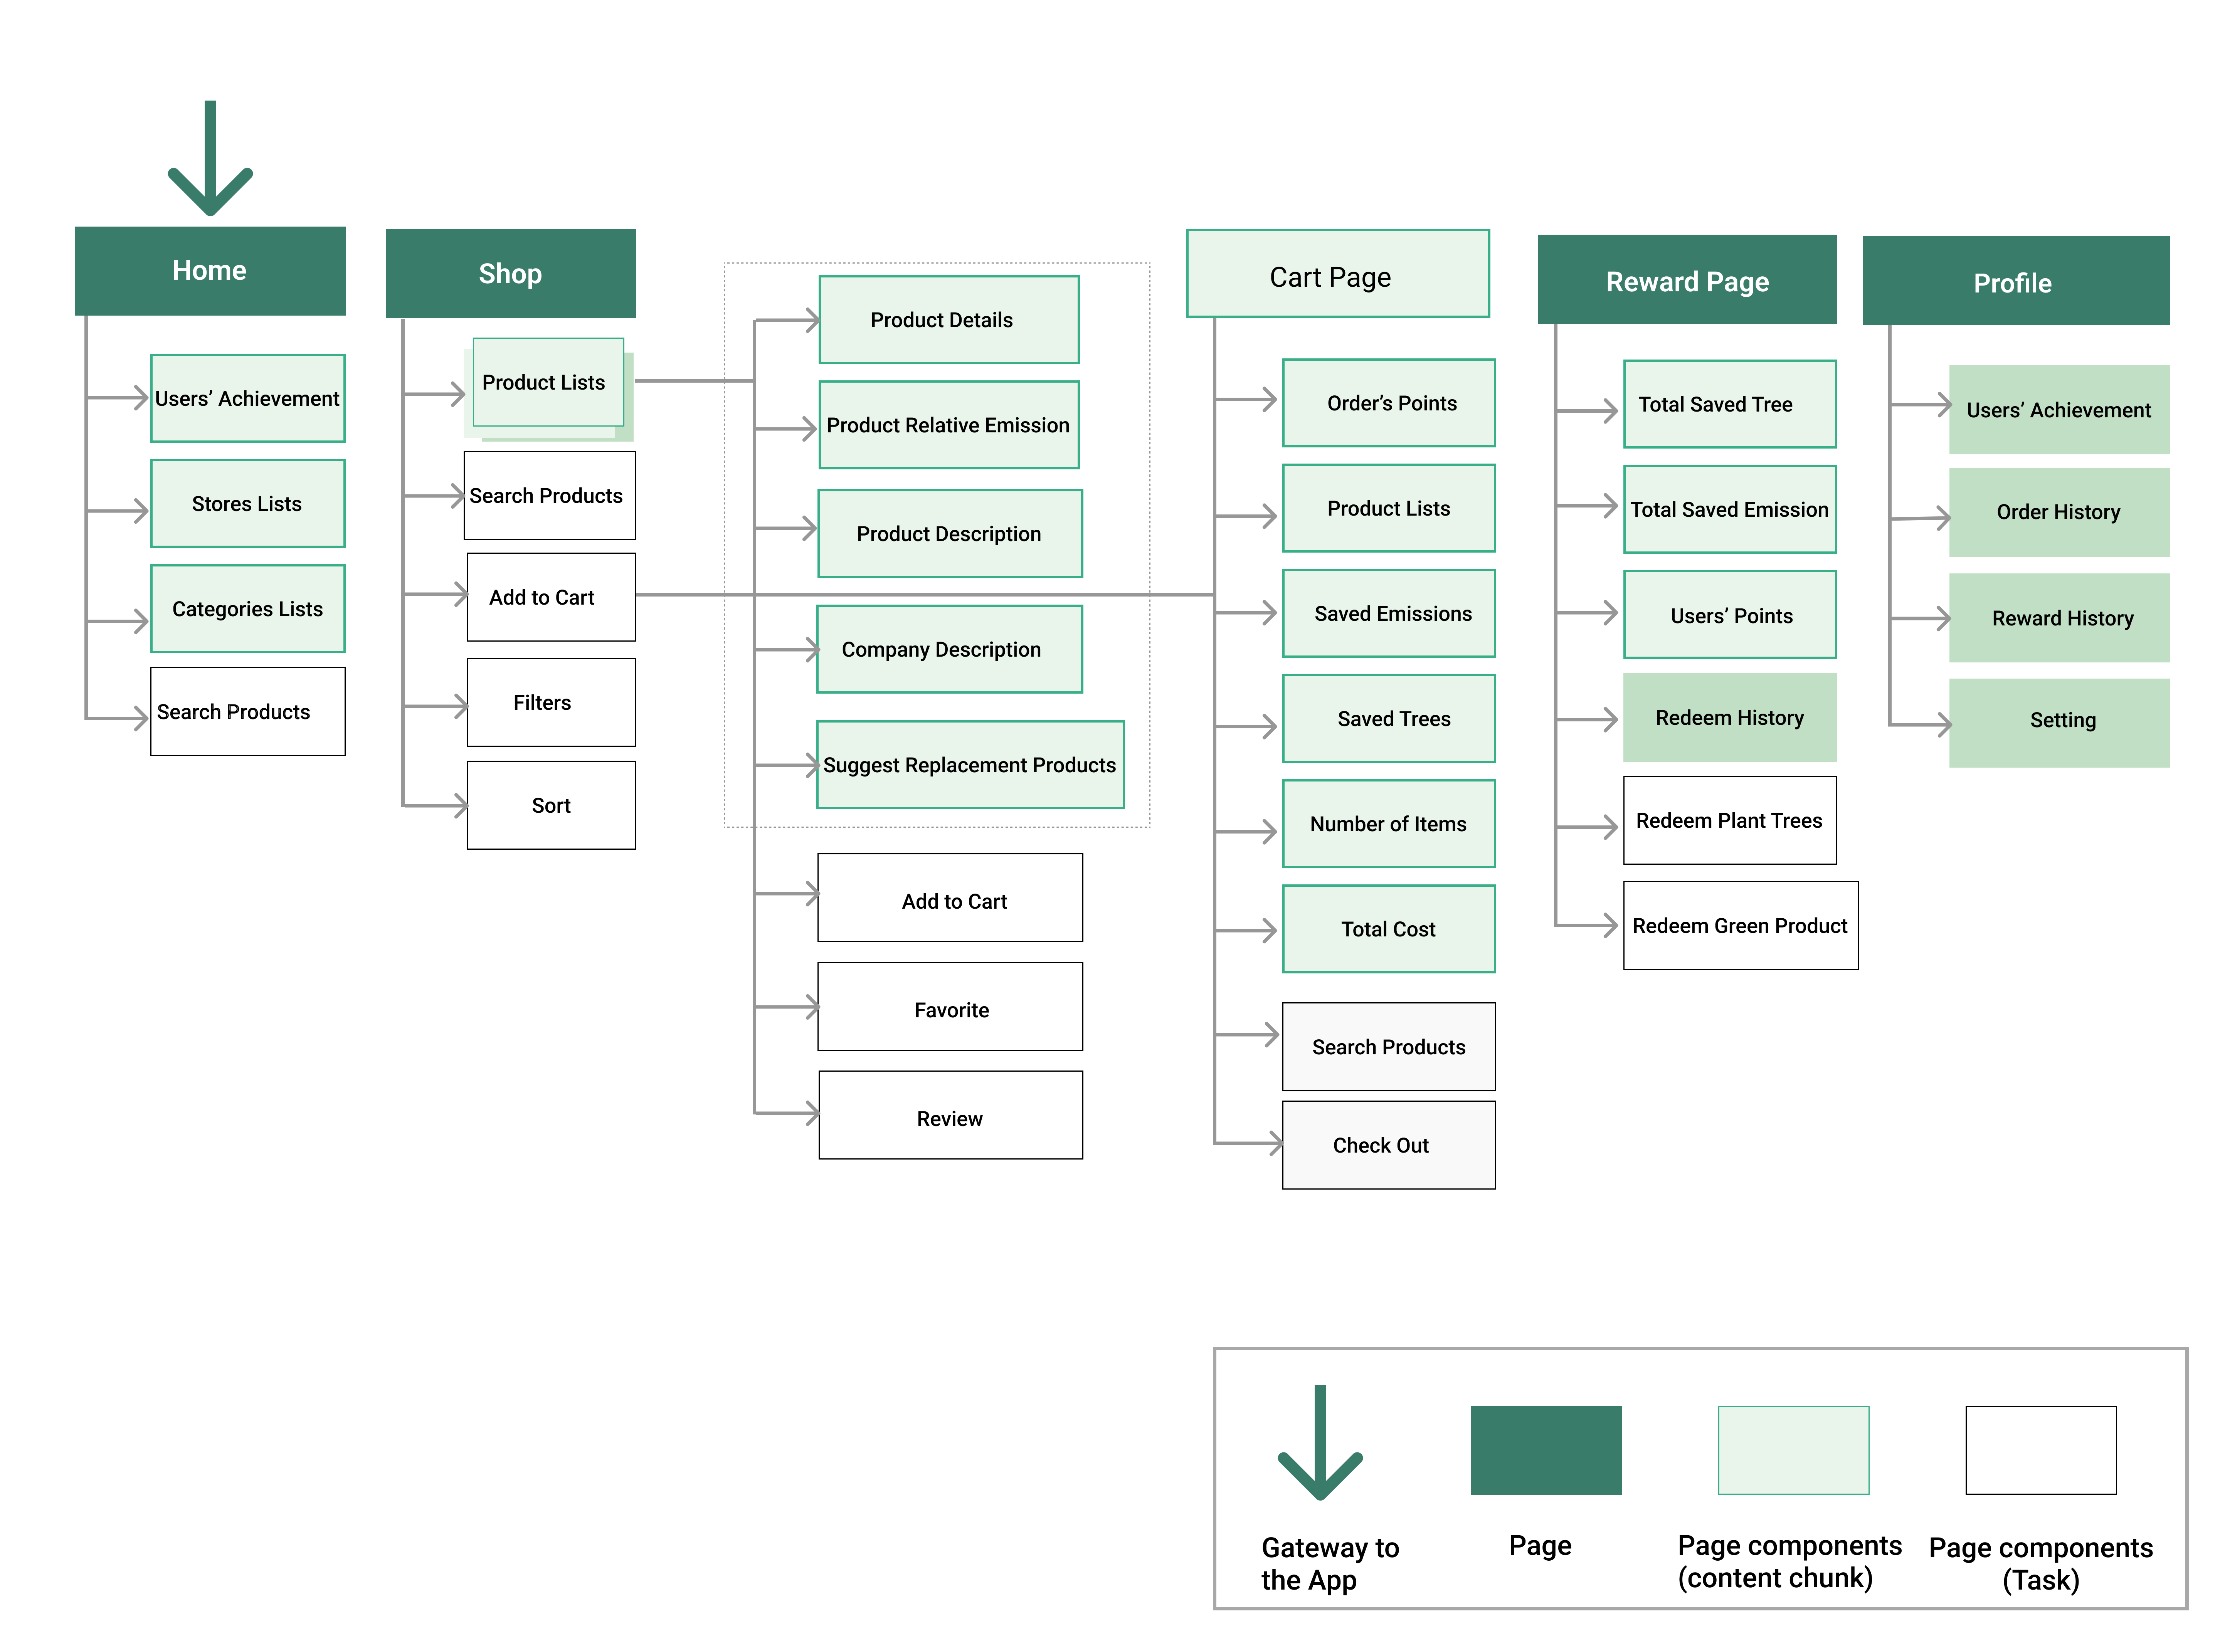 Home
Users’ Achievement
Stores Lists
Categories Lists
Search Products
Shop
Product Lists
Search Products
Add to Cart
Filters
Sort
Product Details
Product Relative Emission
Product Description
Company Description
Suggest Replacement Products
Add to Cart
Favorite
Review
Cart Page
Order’s Points
Product Lists
Saved Emissions
Saved Trees
Number of Items
Total Cost
Search Products
Check Out
Reward Page
Total Saved Tree
Total Saved Emission
Users’ Points
Redeem History
Redeem Plant Trees
Redeem Green Product
Profile
Users’ Achievement
Order History
Reward History
Setting
Gateway to
the App
Page
Page components
(content chunk)
Page components
(Task)